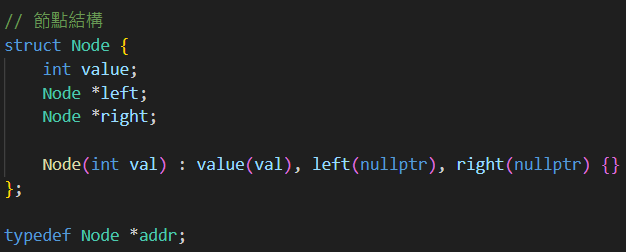 // 節點結構
struct Node {
    int value;
    Node *left;
    Node *right;
    Node(int val) : value(val), left(nullptr), right(nullptr) {}
};
typedef Node *addr;